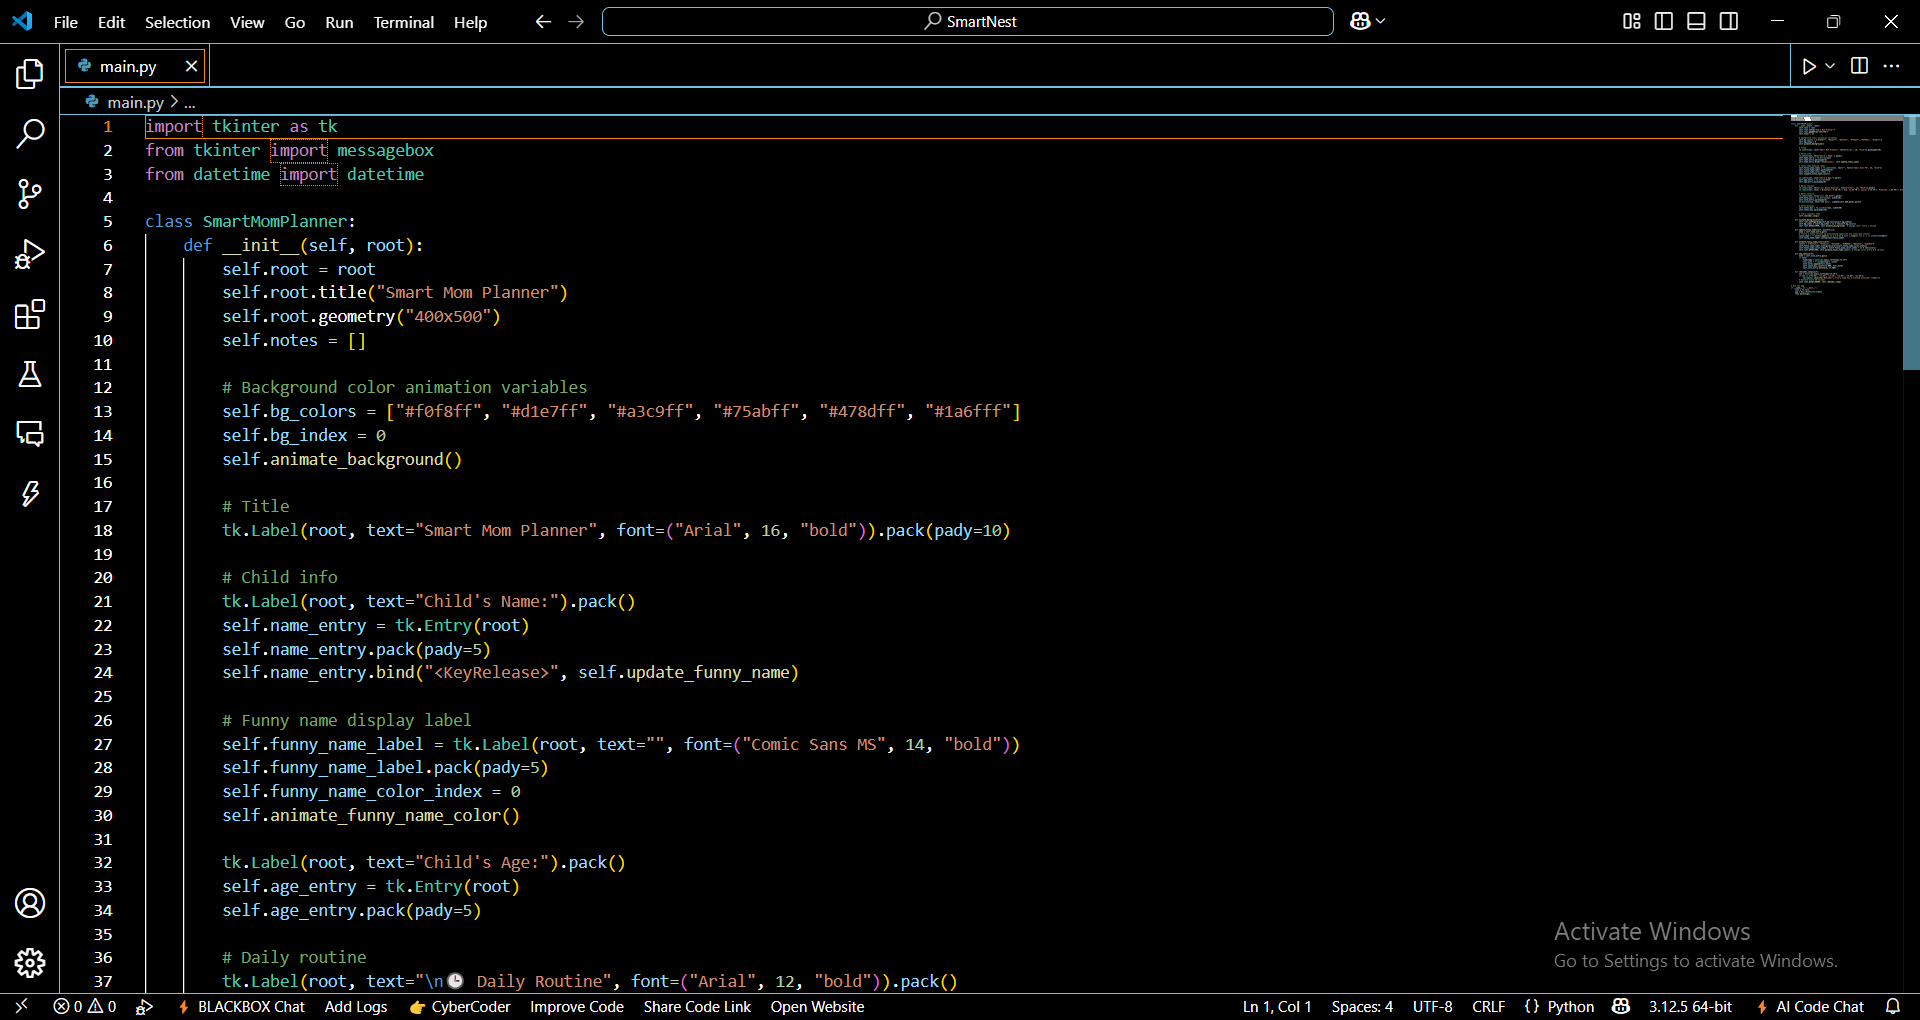 File Edit Selection View Go Run Terminal Help SmartNest
main.py
main.py > ...
1 import tkinter as tk
2 from tkinter import messagebox
3 from datetime import datetime
4
5 class SmartMomPlanner:
6 def __init__(self, root):
7 self.root = root
8 self.root.title("Smart Mom Planner")
9 self.root.geometry("400x500")
10 self.notes = []
11
12 # Background color animation variables
13 self.bg_colors = ["#f0f8ff", "#d1e7ff", "#a3c9ff", "#75abff", "#478dff", "#1a6fff"]
14 self.bg_index = 0
15 self.animate_background()
16
17 # Title
18 tk.Label(root, text="Smart Mom Planner", font=("Arial", 16, "bold")).pack(pady=10)
19
20 # Child info
21 tk.Label(root, text="Child's Name:").pack()
22 self.name_entry = tk.Entry(root)
23 self.name_entry.pack(pady=5)
24 self.name_entry.bind("<KeyRelease>", self.update_funny_name)
25
26 # Funny name display label
27 self.funny_name_label = tk.Label(root, text="", font=("Comic Sans MS", 14, "bold"))
28 self.funny_name_label.pack(pady=5)
29 self.funny_name_color_index = 0
30 self.animate_funny_name_color()
31
32 tk.Label(root, text="Child's Age:").pack()
33 self.age_entry = tk.Entry(root)
34 self.age_entry.pack(pady=5)
35
36 # Daily routine
37 tk.Label(root, text="\n🕒 Daily Routine", font=("Arial", 12, "bold")).pack()
Activate Windows
Go to Settings to activate Windows.
0 0 BLACKBOX Chat Add Logs 👉 CyberCoder Improve Code Share Code Link Open Website Ln 1, Col 1 Spaces: 4 UTF-8 CRLF {} Python 3.12.5 64-bit AI Code Chat